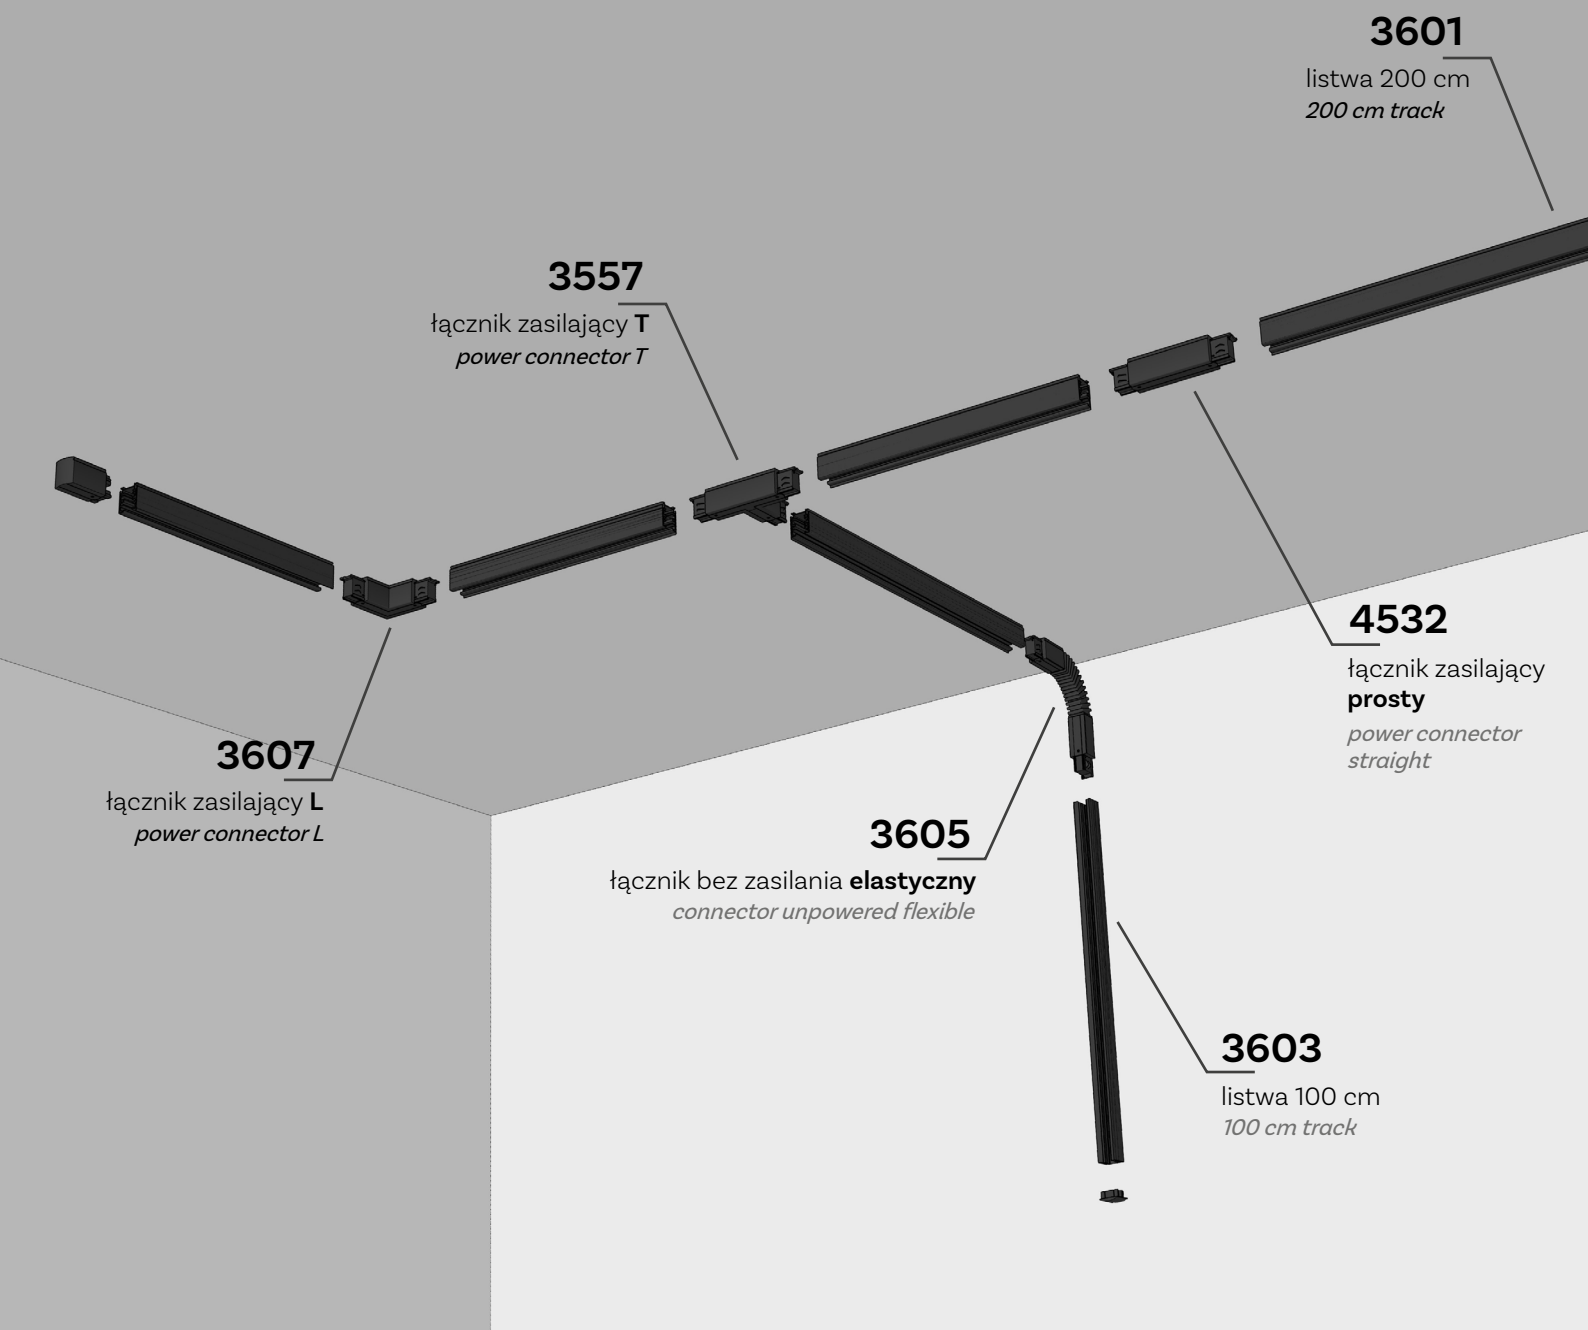 3601
listwa 200 cm
200 cm track
3557
łącznik zasilający T
power connector T
4532
łącznik zasilający
prosty
power connector
straight
3607
łącznik zasilający L
power connector L
3605
łącznik bez zasilania elastyczny
connector unpowered flexible
3603
listwa 100 cm
100 cm track